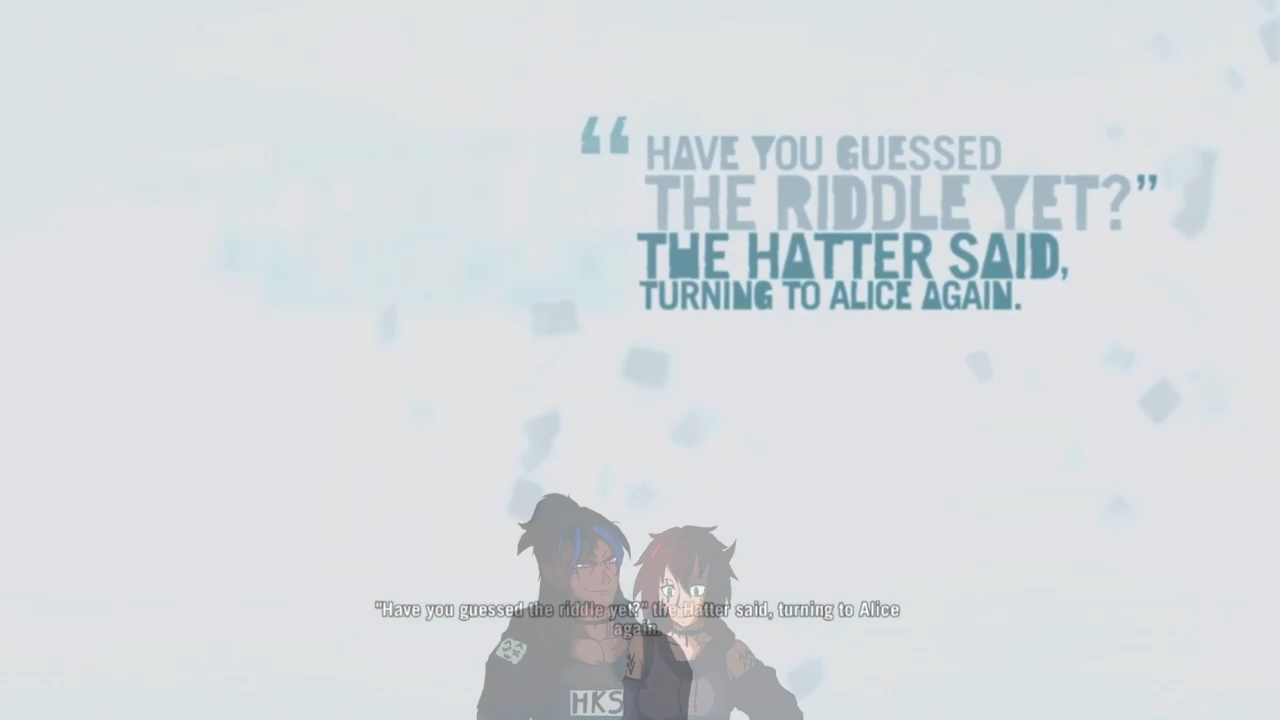 “HAVE YOU GUESSED
THE RIDDLE YET?”
THE HATTER SAID,
TURNING TO ALICE AGAIN.
"Have you guessed the riddle yet?" the Hatter said, turning to Alice
again.
HKS